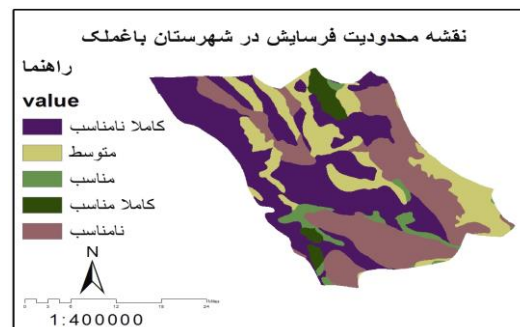 نقشه محدودیت فرسایش در شهرستان باغملک
راهنما
value
کاملا نامناسب
متوسط
مناسب
کاملا مناسب
نامناسب
N
1:400000